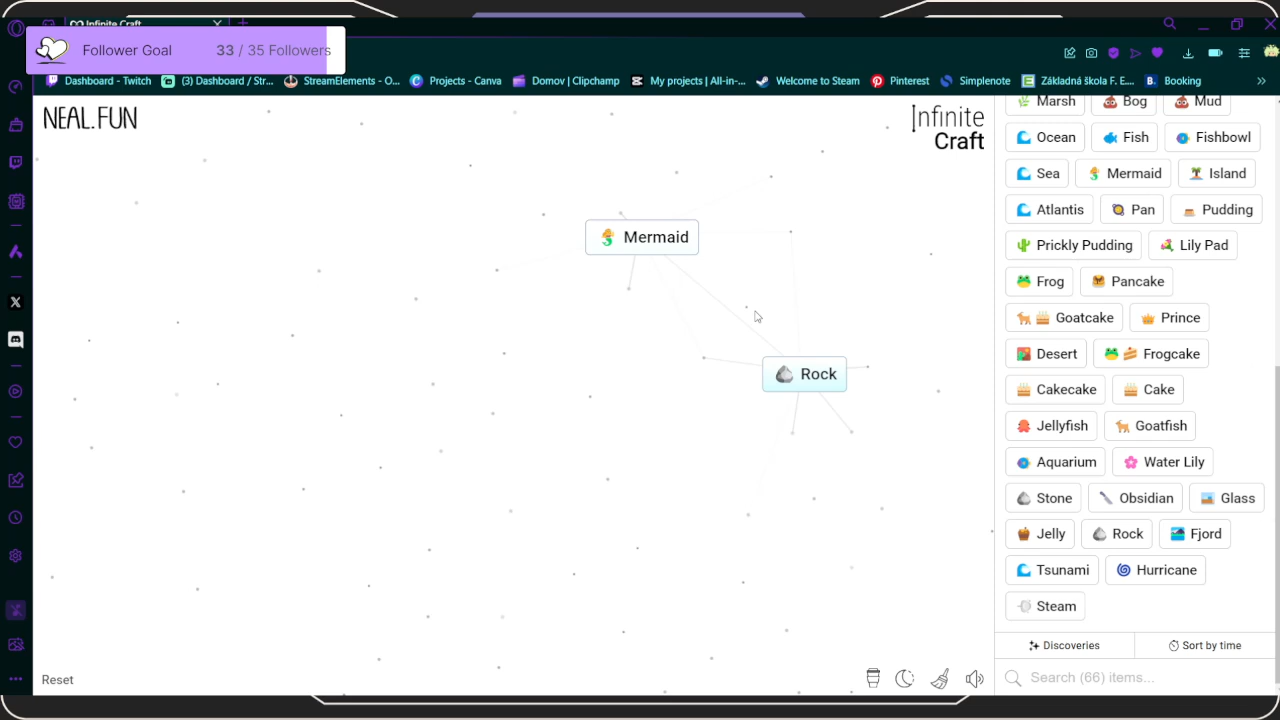 Infinite Craft
Follower Goal 33 / 35 Followers
Dashboard - Twitch
(3) Dashboard / Str...
StreamElements - O...
Projects - Canva
Domov | Clipchamp
My projects | All-in-...
Welcome to Steam
Pinterest
Simplenote
Základná škola F. E...
Booking
NEAL.FUN
Infinite
Craft
Mermaid
Rock
Marsh Bog Mud
Ocean Fish Fishbowl
Sea Mermaid Island
Atlantis Pan Pudding
Prickly Pudding Lily Pad
Frog Pancake
Goatcake Prince
Desert Frogcake
Cakecake Cake
Jellyfish Goatfish
Aquarium Water Lily
Stone Obsidian Glass
Jelly Rock Fjord
Tsunami Hurricane
Steam
Discoveries Sort by time
Search (66) items...
Reset